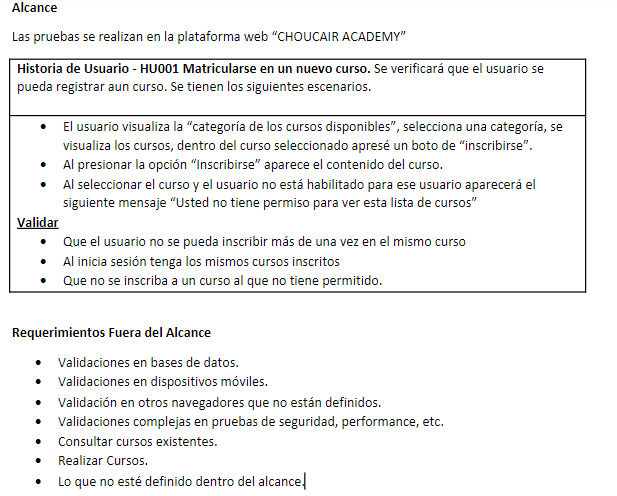 Alcance
Las pruebas se realizan en la plataforma web “CHOUCAIR ACADEMY”
Historia de Usuario - HU001 Matricularse en un nuevo curso. Se verificará que el usuario se
pueda registrar aun curso. Se tienen los siguientes escenarios.
• El usuario visualiza la “categoría de los cursos disponibles”, selecciona una categoría, se
visualiza los cursos, dentro del curso seleccionado apresé un boto de “inscribirse”.
• Al presionar la opción “Inscribirse” aparece el contenido del curso.
• Al seleccionar el curso y el usuario no está habilitado para ese usuario aparecerá el
siguiente mensaje “Usted no tiene permiso para ver esta lista de cursos”
Validar
• Que el usuario no se pueda inscribir más de una vez en el mismo curso
• Al inicia sesión tenga los mismos cursos inscritos
• Que no se inscriba a un curso al que no tiene permitido.
Requerimientos Fuera del Alcance
• Validaciones en bases de datos.
• Validaciones en dispositivos móviles.
• Validación en otros navegadores que no están definidos.
• Validaciones complejas en pruebas de seguridad, performance, etc.
• Consultar cursos existentes.
• Realizar Cursos.
• Lo que no esté definido dentro del alcance.